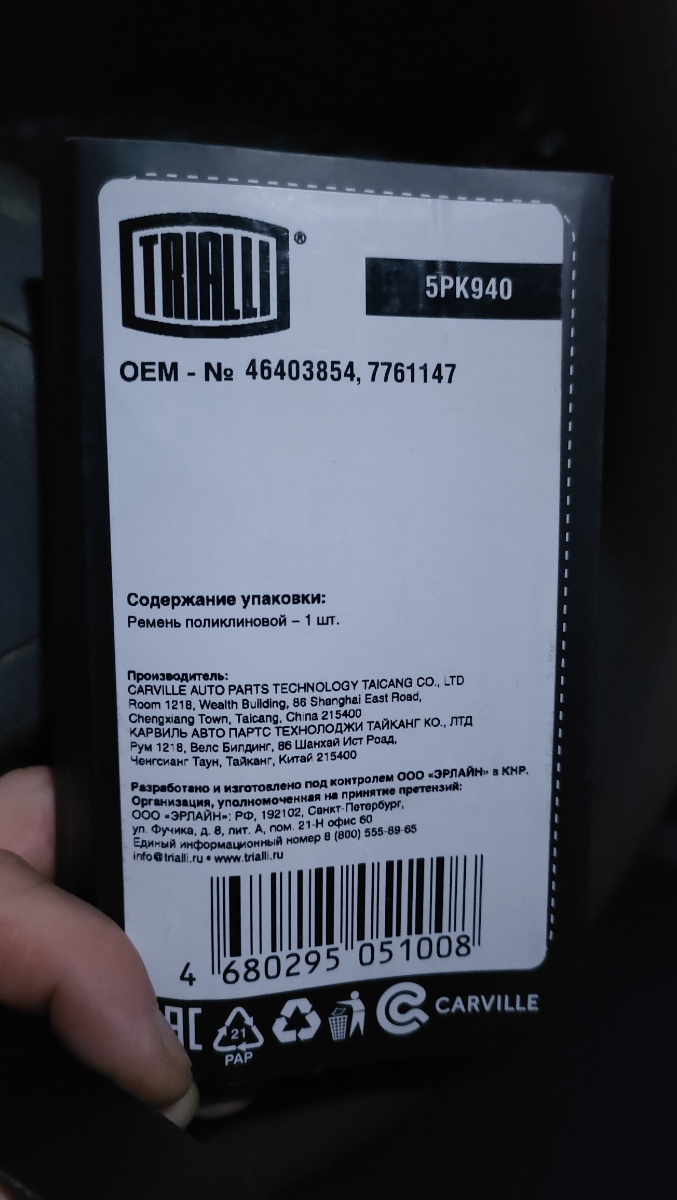 TRIALLI®
5PK940
OEM - № 46403854, 7761147
Содержание упаковки:
Ремень поликлиновой – 1 шт.
Производитель:
CARVILLE AUTO PARTS TECHNOLOGY TAICANG CO., LTD
Room 1218, Wealth Building, 86 Shanghai East Road,
Chengxiang Town, Taicang, China 215400
КАРВИЛЬ АВТО ПАРТС ТЕХНОЛОДЖИ ТАЙКАНГ КО., ЛТД
Рум 1218, Велс Билдинг, 86 Шанхай Ист Роад,
Ченгсианг Таун, Тайканг, Китай 215400
Разработано и изготовлено под контролем ООО «ЭРЛАЙН» в КНР.
Организация, уполномоченная на принятие претензий:
ООО «ЭРЛАЙН»: РФ, 192102, Санкт-Петербург,
ул. Фучика, д. 8, лит. А, пом. 21-Н офис 60
Единый информационный номер 8 (800) 555-89-65
info@trialli.ru • www.trialli.ru
4 680295 051008
EAC
21
PAP
CARVILLE